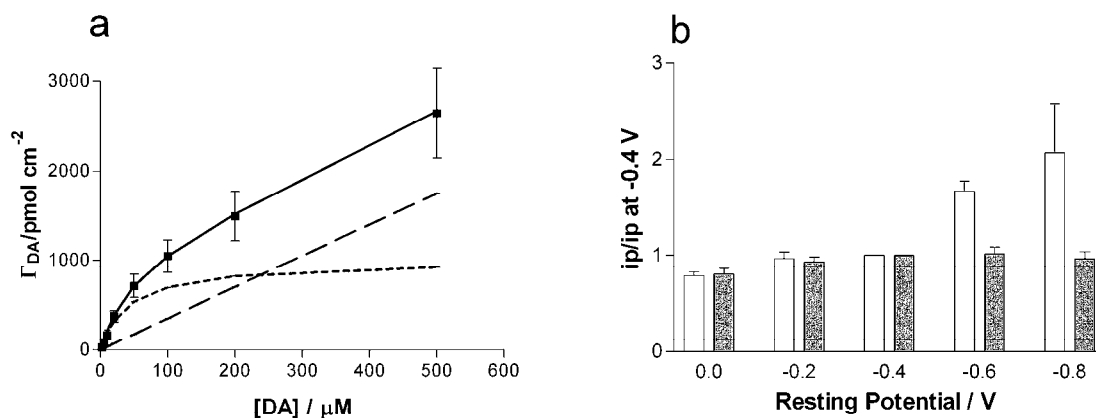 a
ΓDA/pmol cm-2
3000
2000
1000
0
0 100 200 300 400 500 600
[DA] / μM
b
ip/ip at -0.4 V
3
2
1
0
0.0 -0.2 -0.4 -0.6 -0.8
Resting Potential / V